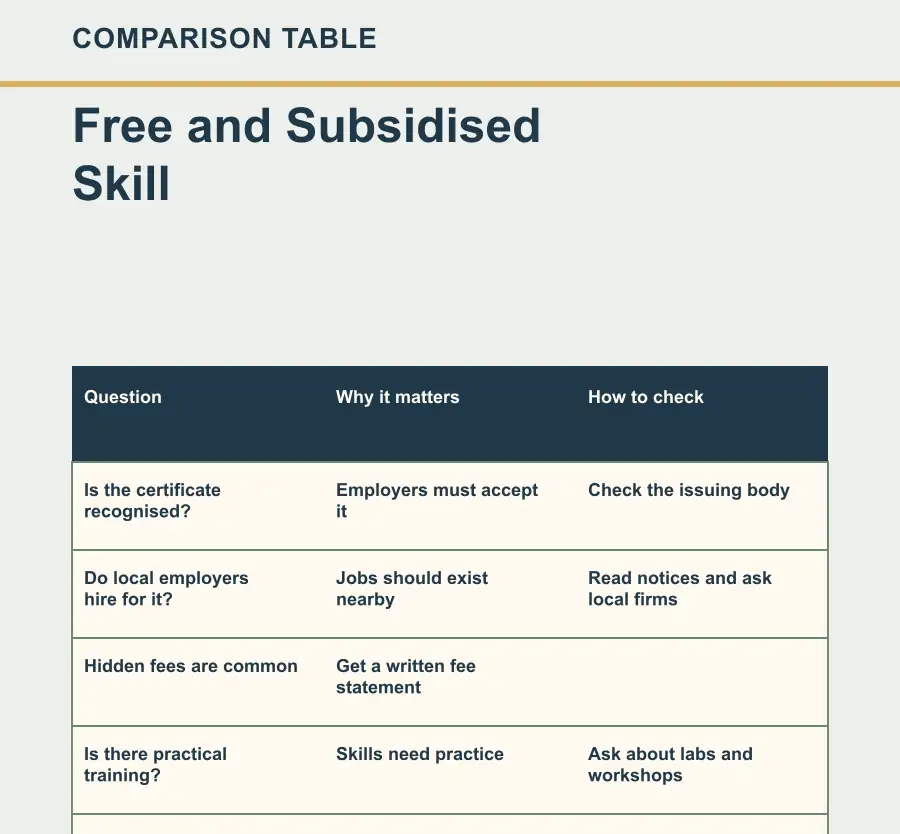 COMPARISON TABLE
Free and Subsidised
Skill
Question
Why it matters
How to check
Is the certificate
recognised?
Employers must accept
it
Check the issuing body
Do local employers
hire for it?
Jobs should exist
nearby
Read notices and ask
local firms
Hidden fees are common
Get a written fee
statement
Is there practical
training?
Skills need practice
Ask about labs and
workshops